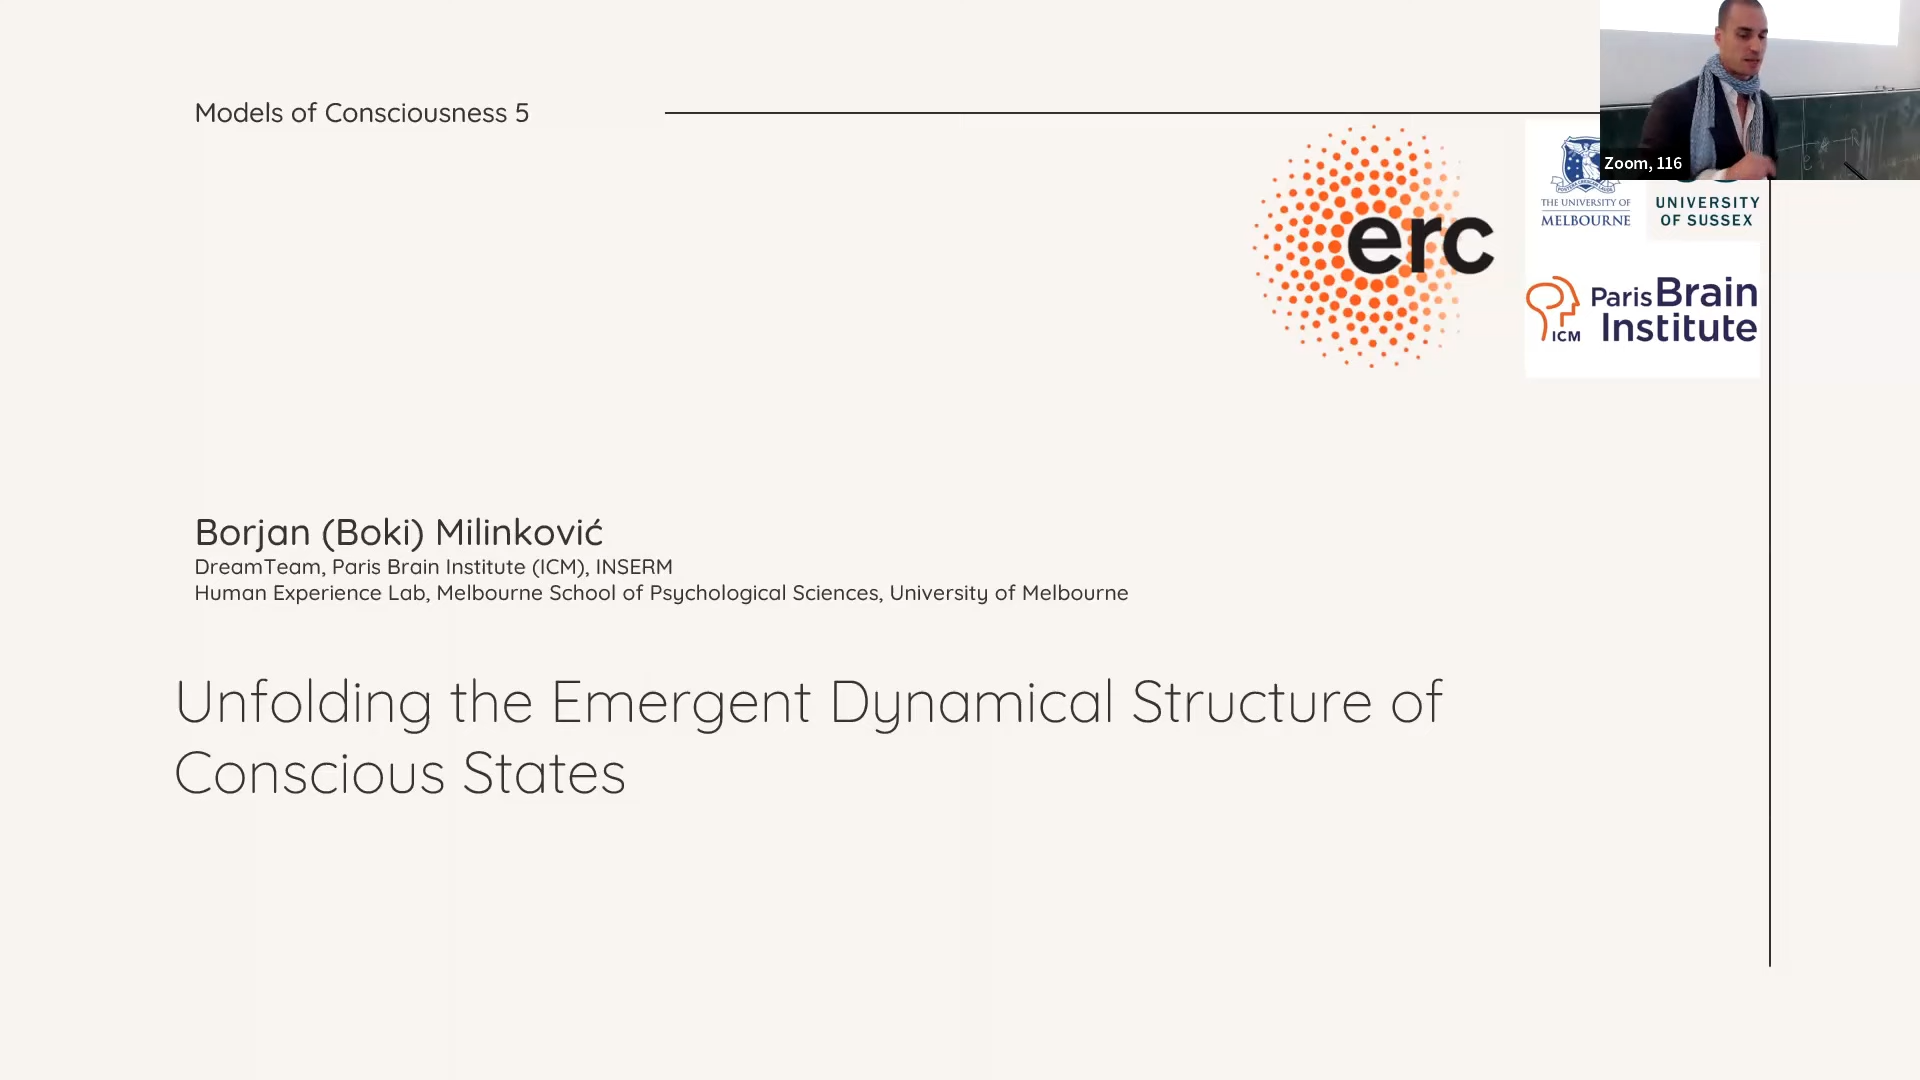 Models of Consciousness 5
Zoom, 116
erc
THE UNIVERSITY OF
MELBOURNE
UNIVERSITY
OF SUSSEX
Paris Brain
Institute
ICM
Borjan (Boki) Milinković
DreamTeam, Paris Brain Institute (ICM), INSERM
Human Experience Lab, Melbourne School of Psychological Sciences, University of Melbourne
Unfolding the Emergent Dynamical Structure of
Conscious States